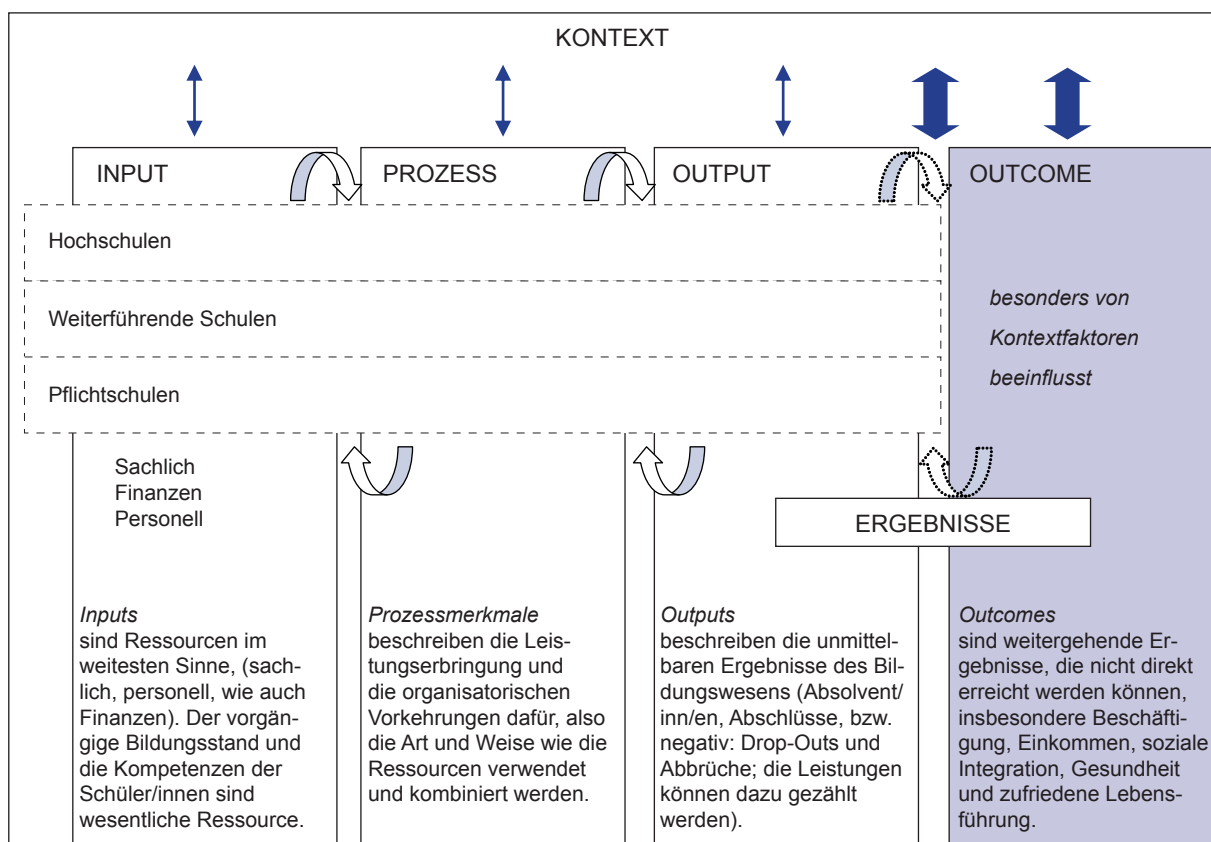 KONTEXT
INPUT
PROZESS
OUTPUT
OUTCOME
Hochschulen
Weiterführende Schulen
Pflichtschulen
besonders von
Kontextfaktoren
beeinflusst
Sachlich
Finanzen
Personell
ERGEBNISSE
Inputs
sind Ressourcen im
weitesten Sinne, (sach-
lich, personell, wie auch
Finanzen). Der vorgän-
gige Bildungsstand und
die Kompetenzen der
Schüler/innen sind
wesentliche Ressource.
Prozessmerkmale
beschreiben die Leis-
tungserbringung und
die organisatorischen
Vorkehrungen dafür, also
die Art und Weise wie die
Ressourcen verwendet
und kombiniert werden.
Outputs
beschreiben die unmittel-
baren Ergebnisse des Bil-
dungswesens (Absolvent/
inn/en, Abschlüsse, bzw.
negativ: Drop-Outs und
Abbrüche; die Leistungen
können dazu gezählt
werden).
Outcomes
sind weitergehende Er-
gebnisse, die nicht direkt
erreicht werden können,
insbesondere Beschäfti-
gung, Einkommen, soziale
Integration, Gesundheit
und zufriedene Lebens-
führung.